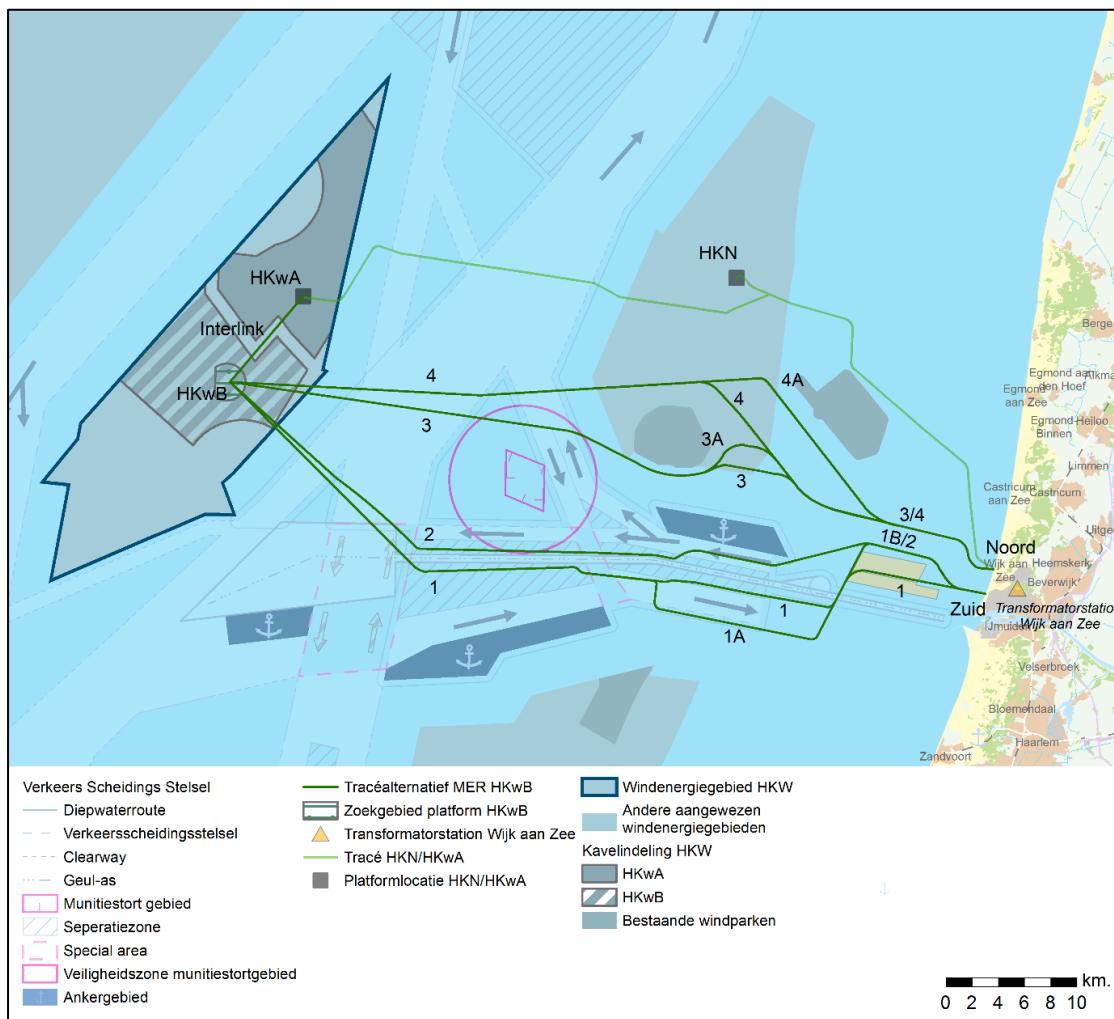 HKN
HKwA
Interlink
HKwB
4
4A
3
4
3A
3
3/4
2
1B/2
1
1
1
1A
Noord
Zuid
Transformatorstation
Wijk aan Zee
Egmond aan
den Hoef
Egmond
aan Zee
Egmond-Heiloo
Binnen
Limmen
Castricum
aan Zee
Castricum
Wijk aan
Zee
Heemskerk
Beverwijk
IJmuiden
Velserbroek
Bloemendaal
Haarlem
Zandvoort
Verkeers Scheidings Stelsel
Diepwaterroute
Verkeersscheidingsstelsel
Clearway
Geul-as
Munitiestort gebied
Seperatiezone
Special area
Veiligheidszone munitiestortgebied
Ankergebied
Tracéalternatief MER HKwB
Zoekgebied platform HKwB
Transformatorstation Wijk aan Zee
Tracé HKN/HKwA
Platformlocatie HKN/HKwA
Windenergiegebied HKW
Andere aangewezen
windenergiegebieden
Kavelindeling HKW
HKwA
HKwB
Bestaande windparken
km.
0 2 4 6 8 10